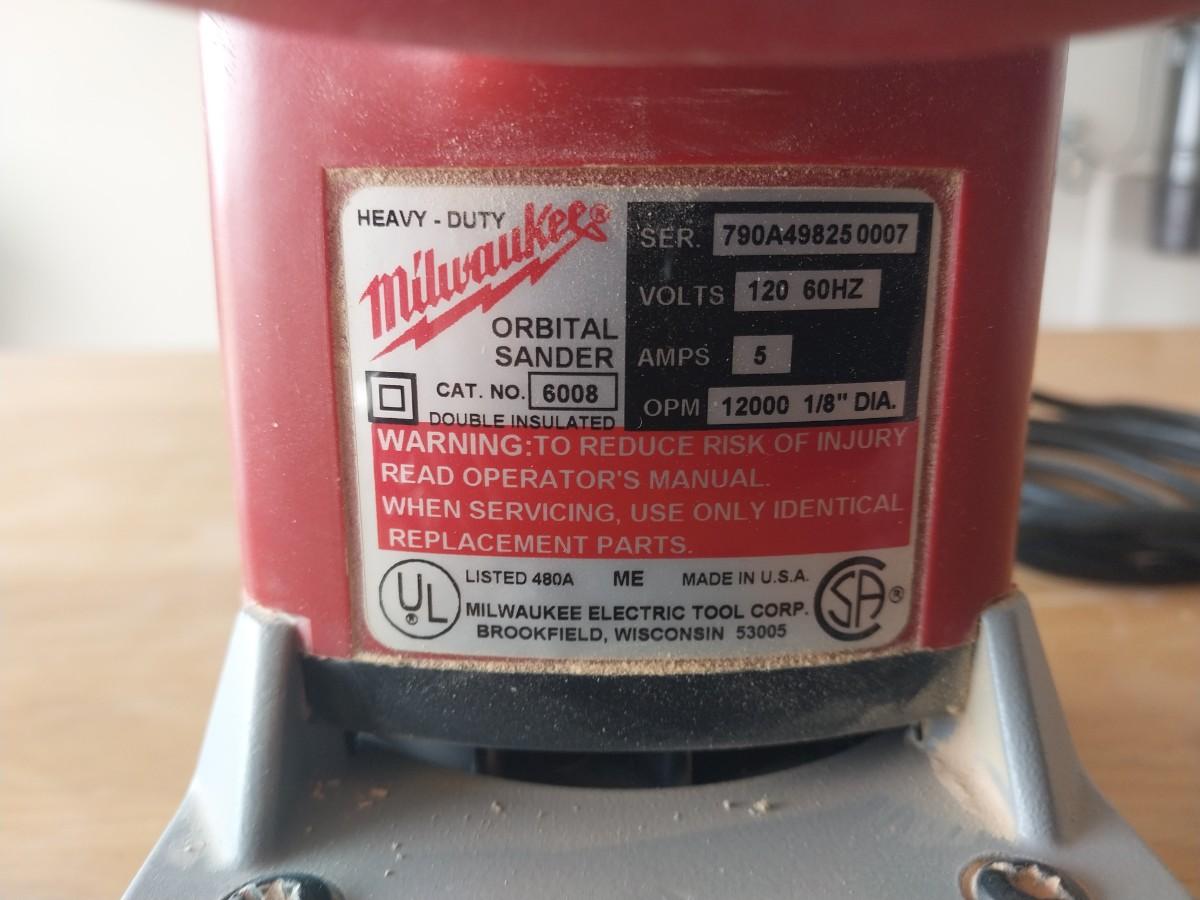 HEAVY - DUTY
Milwaukee®
ORBITAL
SANDER
CAT. NO. 6008
DOUBLE INSULATED
SER. 790A498250007
VOLTS 120 60HZ
AMPS 5
OPM 12000 1/8" DIA.
WARNING:TO REDUCE RISK OF INJURY
READ OPERATOR'S MANUAL.
WHEN SERVICING, USE ONLY IDENTICAL
REPLACEMENT PARTS.
UL®
LISTED 480A ME MADE IN U.S.A.
MILWAUKEE ELECTRIC TOOL CORP.
BROOKFIELD, WISCONSIN 53005
SA®